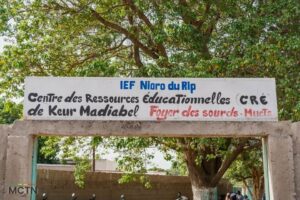 IEF Nioro du Rip
Centre des Ressources Educationnelles (CRE
de Keur Madiabel Foyer des sourds-Muets
MCTN